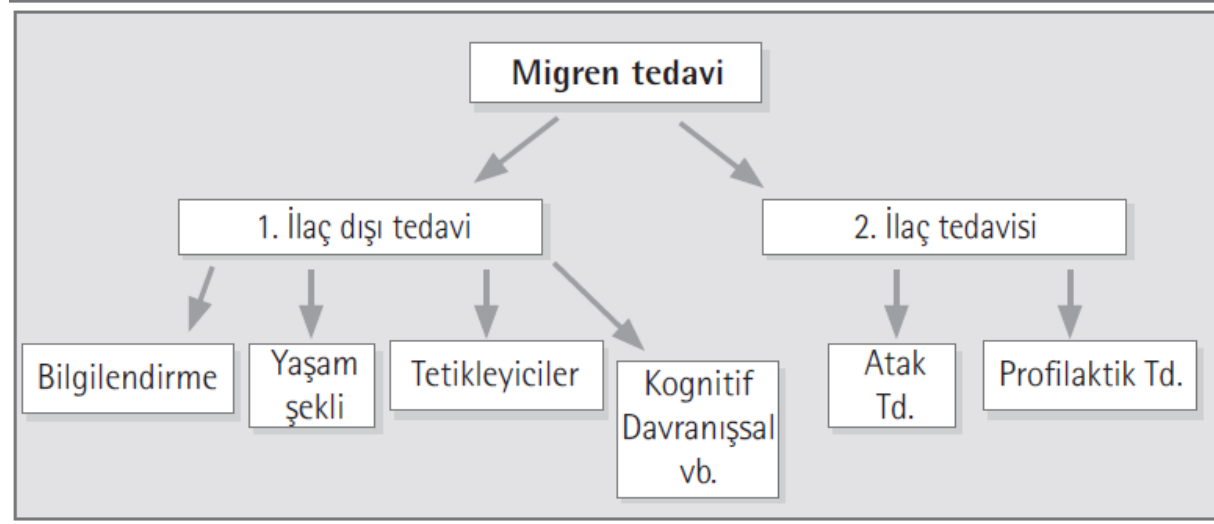 Migren tedavi
1. İlaç dışı tedavi
2. İlaç tedavisi
Bilgilendirme
Yaşam
şekli
Tetikleyiciler
Kognitif
Davranışsal
vb.
Atak
Td.
Profilaktik Td.